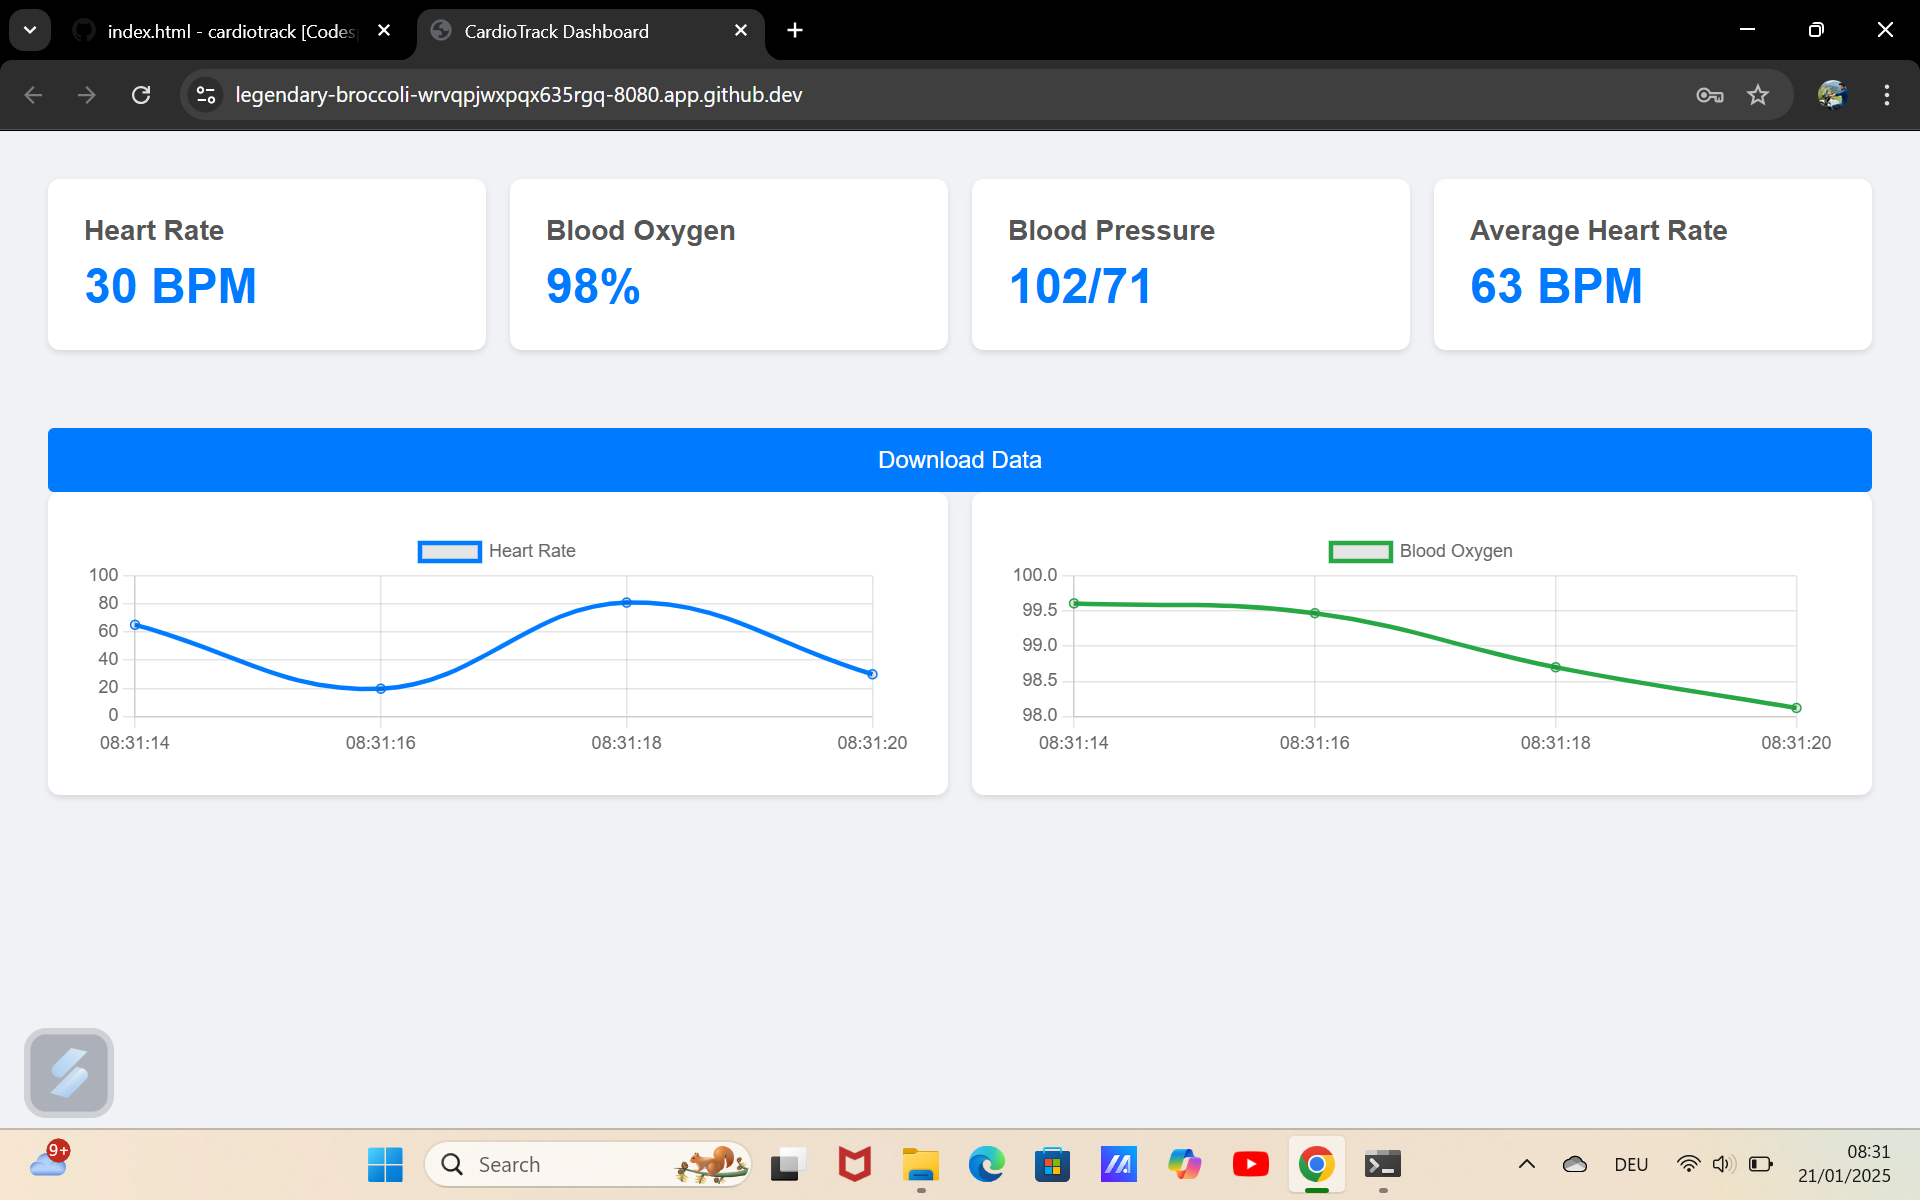 index.html - cardiotrack [Codes
CardioTrack Dashboard
legendary-broccoli-wrvqpjwxpqx635rgq-8080.app.github.dev
Heart Rate
30 BPM
Blood Oxygen
98%
Blood Pressure
102/71
Average Heart Rate
63 BPM
Download Data
Heart Rate
100
80
60
40
20
0
08:31:14
08:31:16
08:31:18
08:31:20
Blood Oxygen
100.0
99.5
99.0
98.5
98.0
08:31:14
08:31:16
08:31:18
08:31:20
9+
Search
DEU
08:31
21/01/2025